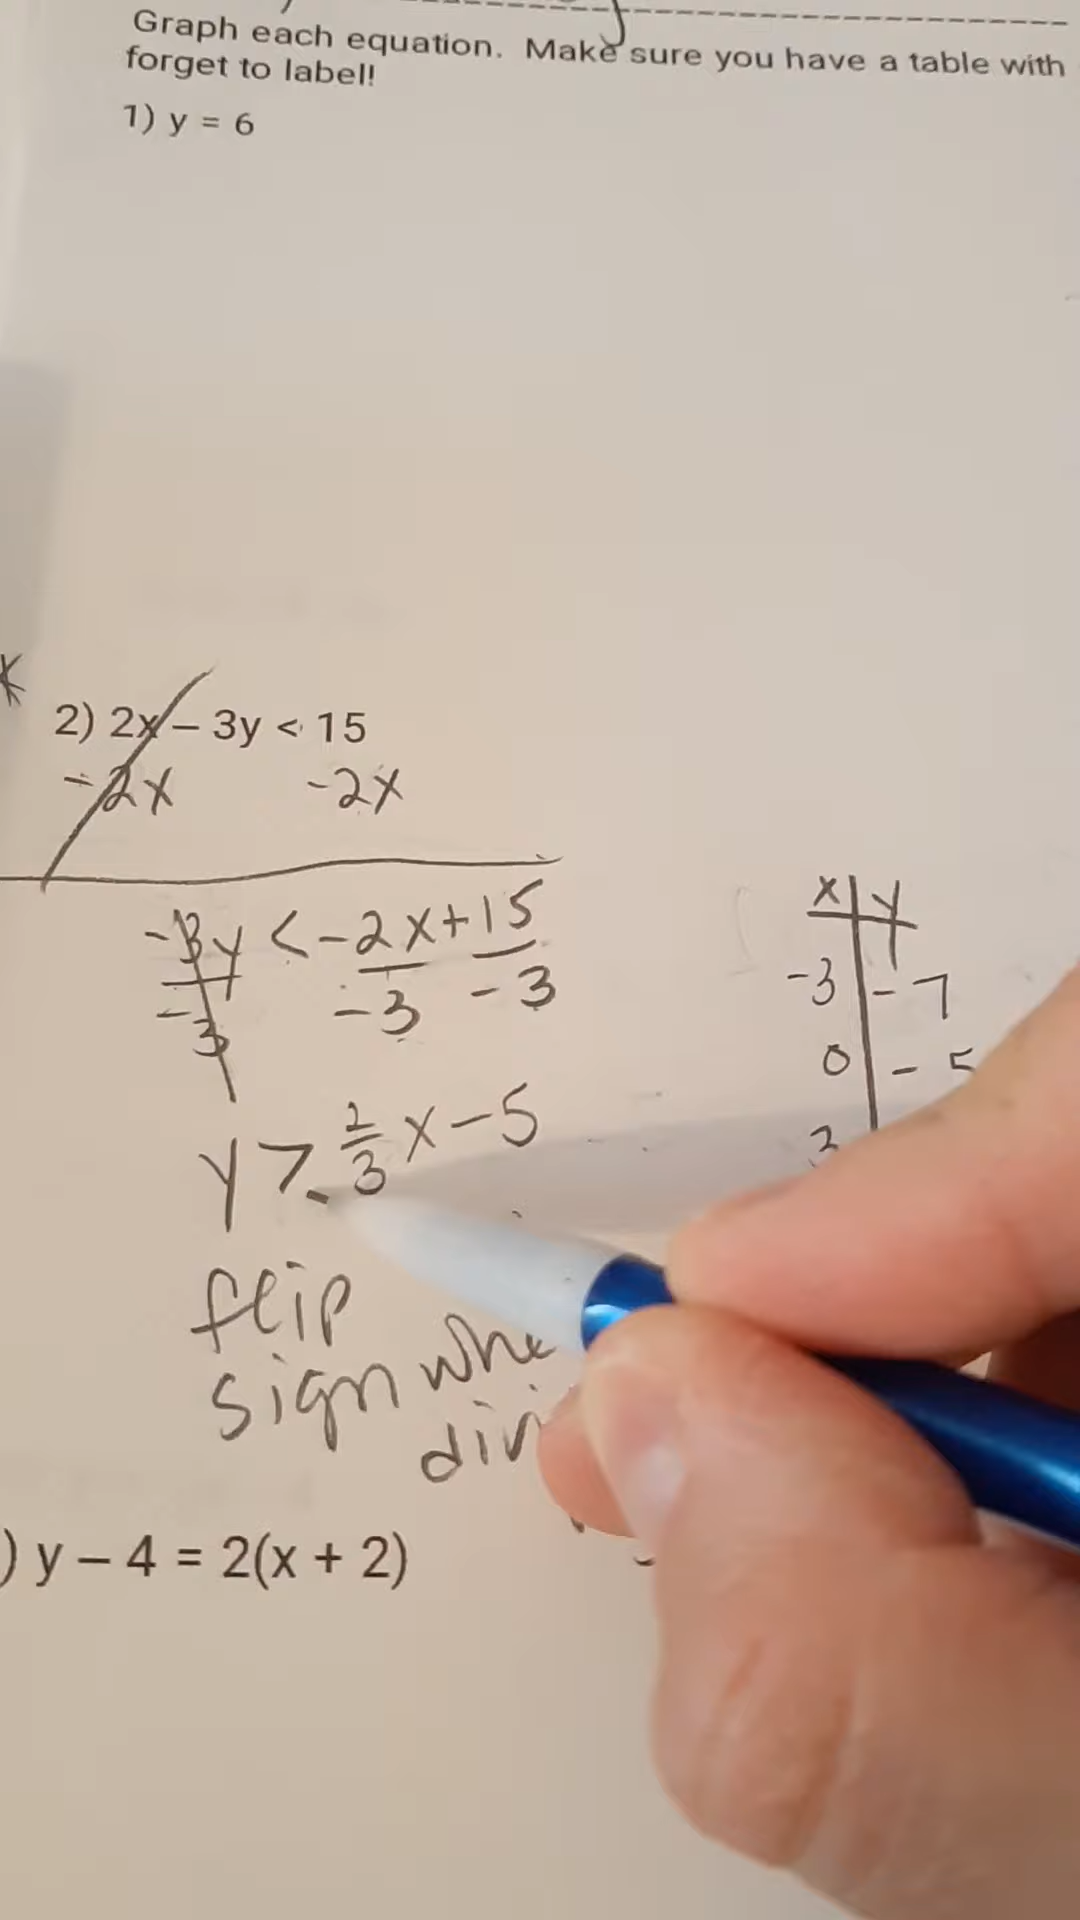 Graph each equation. Make sure you have a table with
forget to label!
1) y = 6
2) 2x – 3y < 15
-2x -2x
-3y < -2x + 15
-3 -3 -3
y > 2/3 x - 5
flip
sign
x y
-3 -7
0 -5
3
) y – 4 = 2(x + 2)